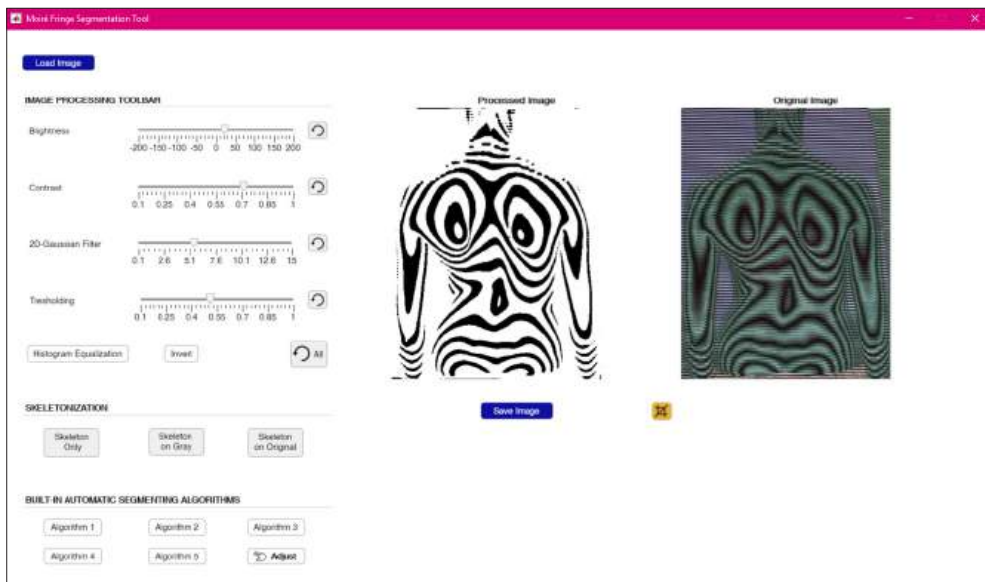 Moiré Fringe Segmentation Tool
Load Image
IMAGE PROCESSING TOOLBAR
Processed Image
Original Image
Brightness
-200 -150 -100 -50 0 50 100 150 200
Contrast
0.1 0.25 0.4 0.55 0.7 0.85 1
2D-Gaussian Filter
0.1 2.6 5.1 7.6 10.1 12.6 15
Tresholding
0.1 0.25 0.4 0.55 0.7 0.85 1
Histogram Equalization
Invert
All
Save Image
SKELETONIZATION
Skeleton
Only
Skeleton
on Gray
Skeleton
on Original
BUILT-IN AUTOMATIC SEGMENTING ALGORITHMS
Algorithm 1
Algorithm 2
Algorithm 3
Algorithm 4
Algorithm 5
Adjust